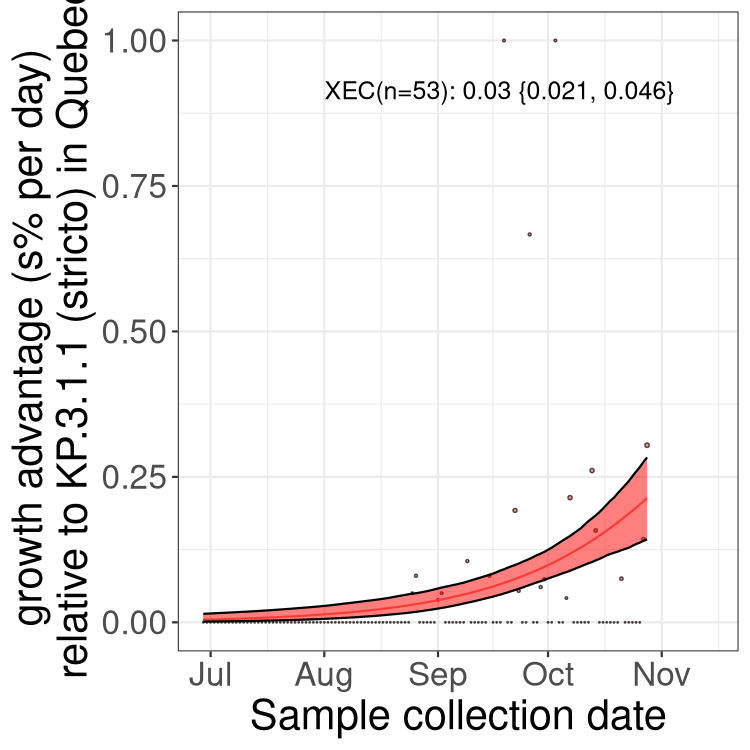 growth advantage (s% per day)
relative to KP.3.1.1 (stricto) in Quebec
1.00
0.75
0.50
0.25
0.00
XEC(n=53): 0.03 {0.021, 0.046}
Jul Aug Sep Oct Nov
Sample collection date